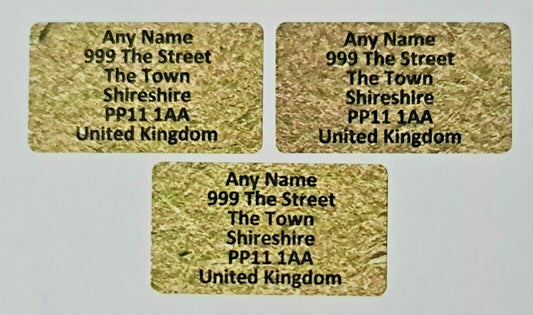 Any Name
999 The Street
The Town
Shireshire
PP11 1AA
United Kingdom
Any Name
999 The Street
The Town
Shireshire
PP11 1AA
United Kingdom
Any Name
999 The Street
The Town
Shireshire
PP11 1AA
United Kingdom